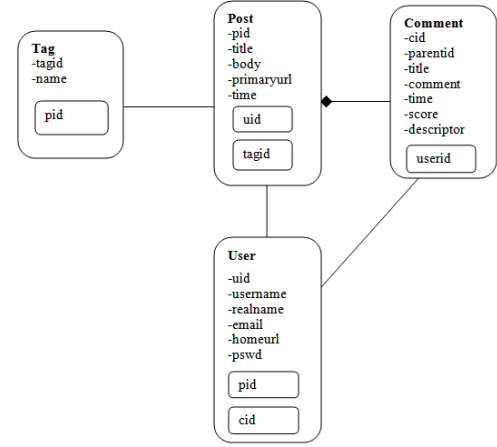 Tag
-tagid
-name
pid
Post
-pid
-title
-body
-primaryurl
-time
uid
tagid
Comment
-cid
-parentid
-title
-comment
-time
-score
-descriptor
userid
User
-uid
-username
-realname
-email
-homeurl
-pswd
pid
cid